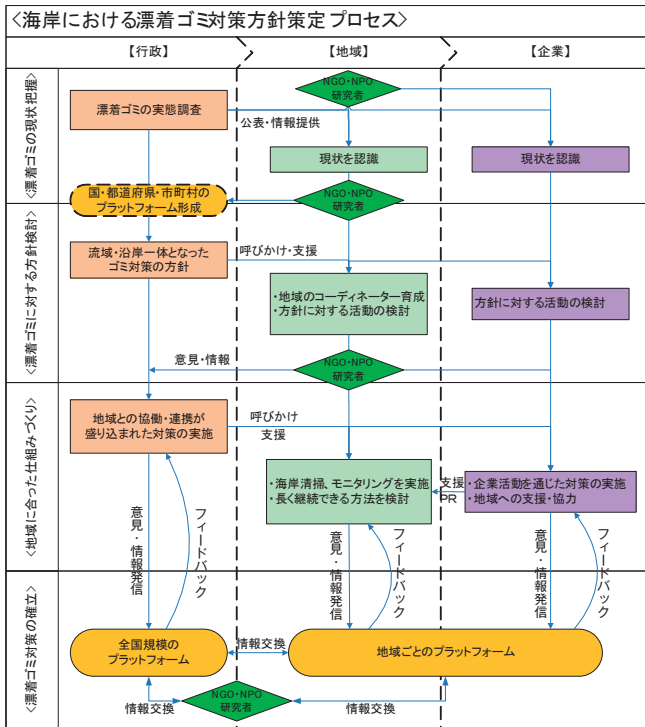 <海岸における漂着ゴミ対策方針策定プロセス>
【行政】
【地域】
【企業】
<漂着ゴミの現状把握>
NGO・NPO
研究者
漂着ゴミの実態調査
公表・情報提供
現状を認識
現状を認識
国・都道府県・市町村の
プラットフォーム形成
NGO・NPO
研究者
<漂着ゴミに対する方針検討>
流域・沿岸一体となった
ゴミ対策の方針
呼びかけ・支援
・地域のコーディネーター育成
・方針に対する活動の検討
方針に対する活動の検討
意見・情報
NGO・NPO
研究者
<地域に合った仕組みづくり>
地域との協働・連携が
盛り込まれた対策の実施
呼びかけ
支援
・海岸清掃、モニタリングを実施
・長く継続できる方法を検討
支援
PR
・企業活動を通じた対策の実施
・地域への支援・協力
意見・情報発信
フィードバック
意見・情報発信
フィードバック
意見・情報発信
フィードバック
<漂着ゴミ対策の確立>
全国規模の
プラットフォーム
情報交換
地域ごとのプラットフォーム
NGO・NPO
研究者
情報交換
情報交換